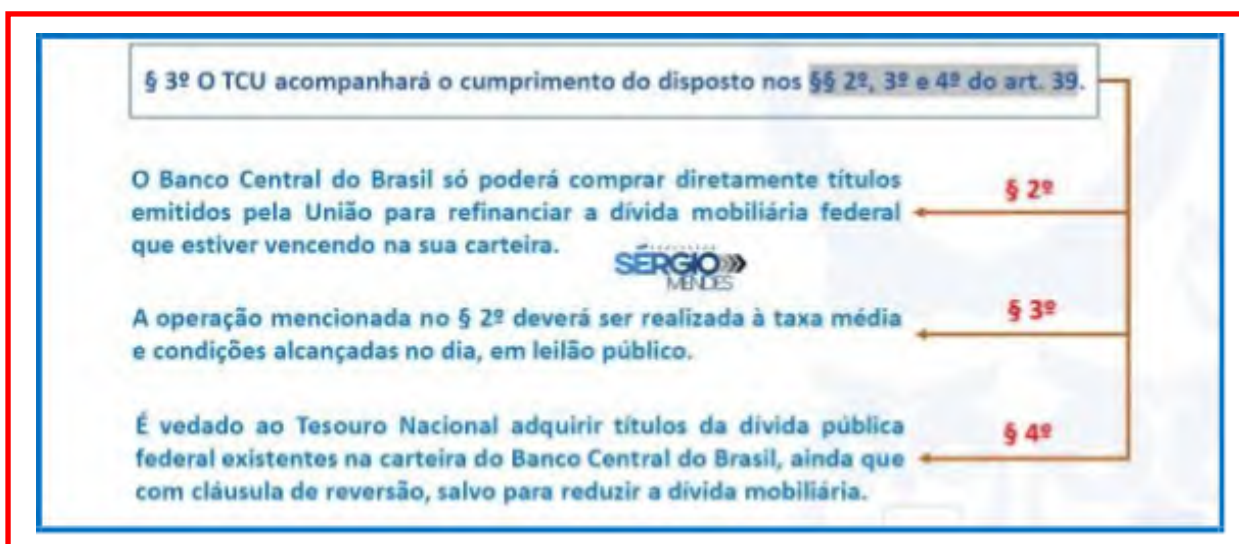 § 3º O TCU acompanhará o cumprimento do disposto nos §§ 2º, 3º e 4º do art. 39.
O Banco Central do Brasil só poderá comprar diretamente títulos
emitidos pela União para refinanciar a dívida mobiliária federal
que estiver vencendo na sua carteira.
§ 2º
SÉRGIO
MENDES
A operação mencionada no § 2º deverá ser realizada à taxa média
e condições alcançadas no dia, em leilão público.
§ 3º
É vedado ao Tesouro Nacional adquirir títulos da dívida pública
federal existentes na carteira do Banco Central do Brasil, ainda que
com cláusula de reversão, salvo para reduzir a dívida mobiliária.
§ 4º